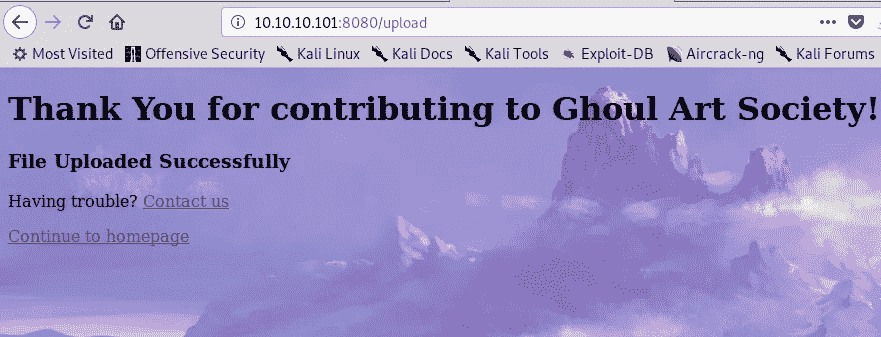 10.10.10.101:8080/upload
Most Visited Offensive Security Kali Linux Kali Docs Kali Tools Exploit-DB Aircrack-ng Kali Forums
Thank You for contributing to Ghoul Art Society!
File Uploaded Successfully
Having trouble? Contact us
Continue to homepage